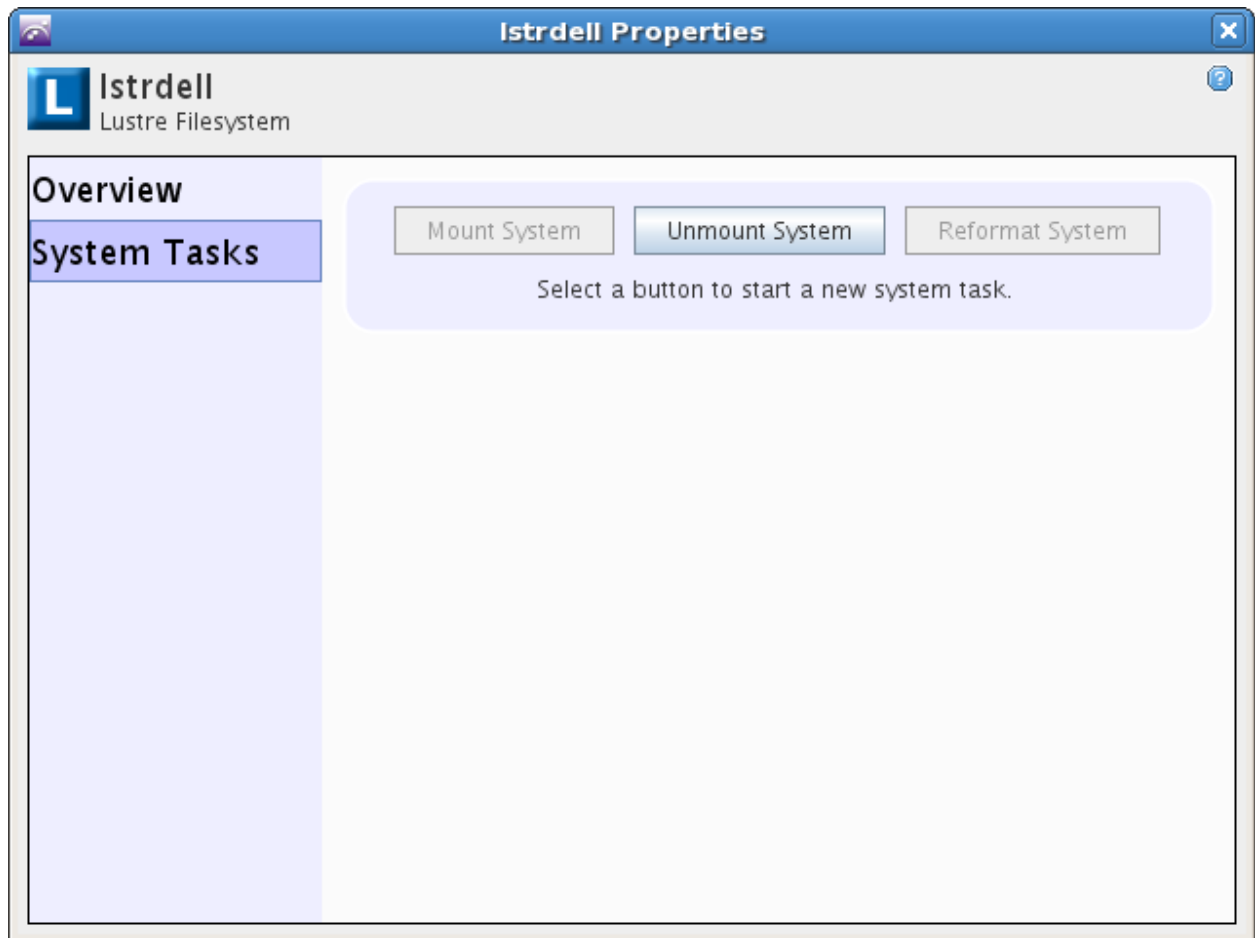 lstrdell Properties
L
lstrdell
Lustre Filesystem
?
Overview
System Tasks
Mount System
Unmount System
Reformat System
Select a button to start a new system task.